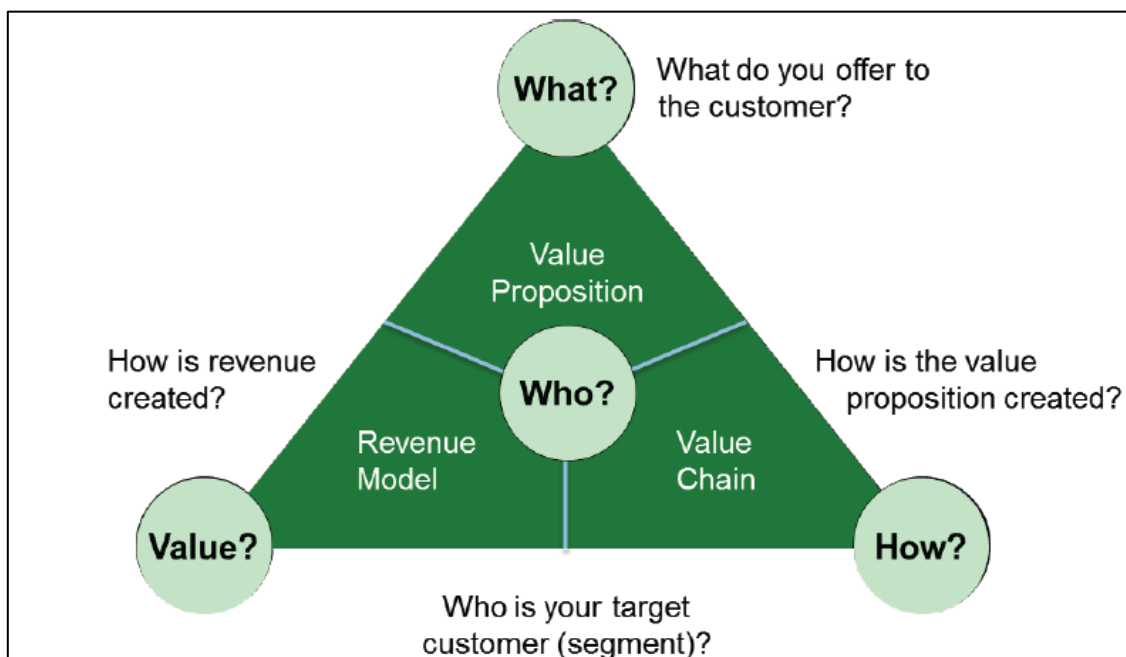 What?
What do you offer to
the customer?
Value
Proposition
How is revenue
created?
Who?
How is the value
proposition created?
Revenue
Model
Value
Chain
Value?
How?
Who is your target
customer (segment)?